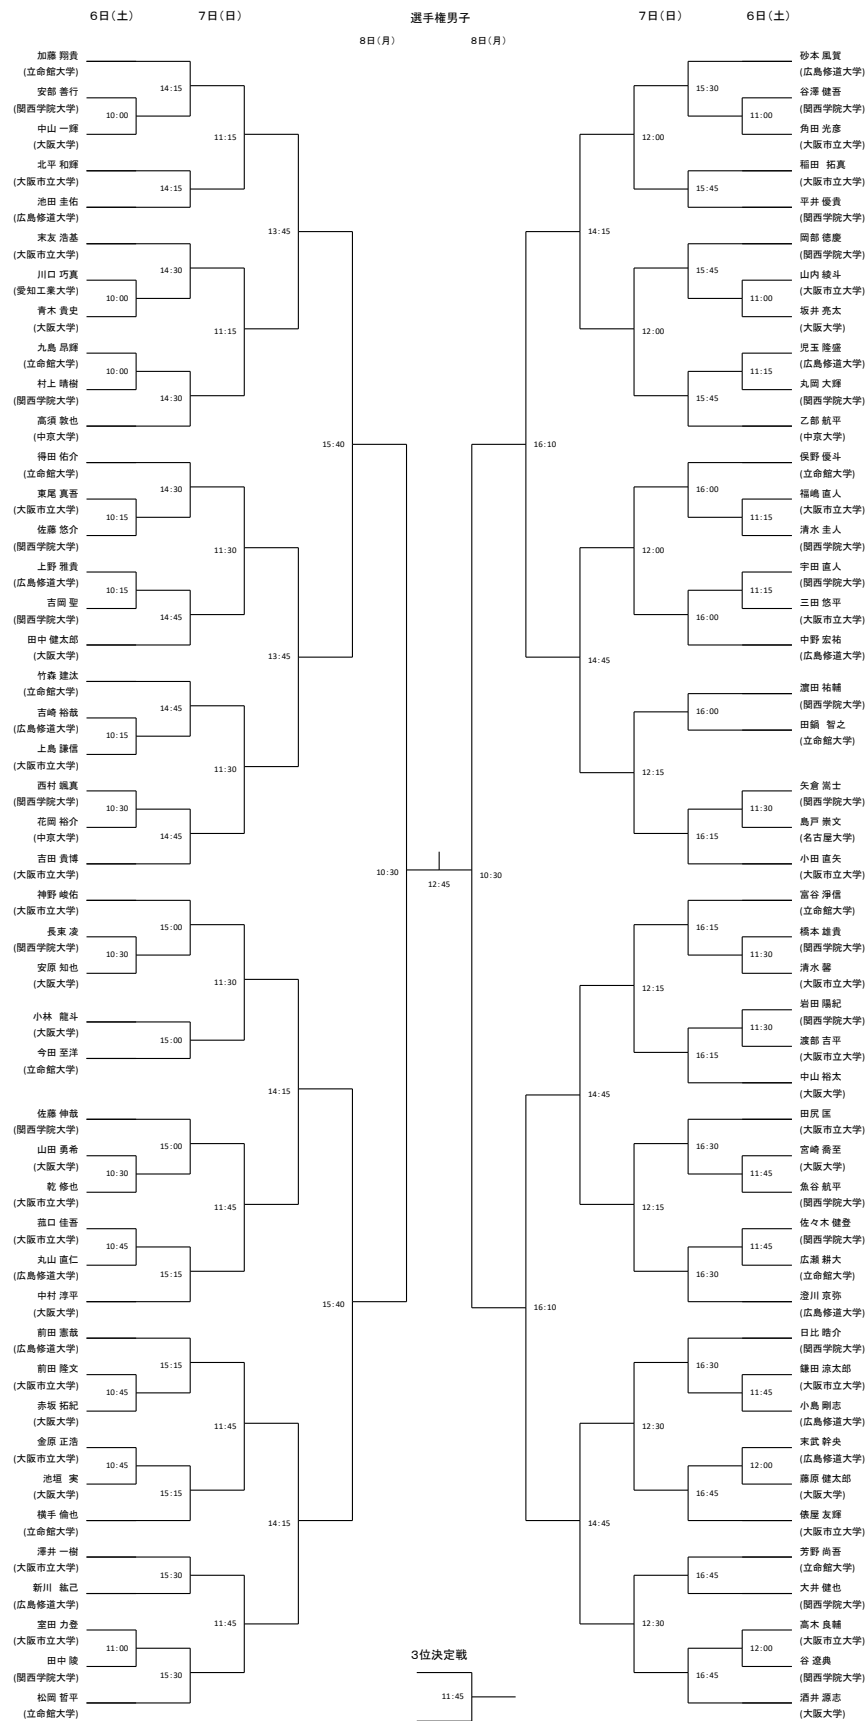 6日(土)
7日(日)
選手権男子
7日(日)
6日(土)
8日(月)
8日(月)
加藤 翔貴
(立命館大学)
14:15
安部 善行
(関西学院大学)
10:00
中山 一輝
(大阪大学)
11:15
北平 和輝
(大阪市立大学)
14:15
池田 圭佑
(広島修道大学)
13:45
末友 浩基
(大阪市立大学)
14:30
川口 巧真
(愛知工業大学)
10:00
青木 貴史
(大阪大学)
11:15
九島 昂輝
(立命館大学)
10:00
村上 晴樹
(関西学院大学)
14:30
高須 敦也
(中京大学)
15:40
得田 佑介
(立命館大学)
14:30
東尾 真吾
(大阪市立大学)
10:15
佐藤 悠介
(関西学院大学)
11:30
上野 雅貴
(広島修道大学)
10:15
吉岡 聖
(関西学院大学)
14:45
田中 健太郎
(大阪大学)
13:45
竹森 建汰
(立命館大学)
14:45
吉崎 裕哉
(広島修道大学)
10:15
上島 謙信
(大阪市立大学)
11:30
西村 颯真
(関西学院大学)
10:30
花岡 裕介
(中京大学)
14:45
吉田 貴博
(大阪市立大学)
10:30
12:45
10:30
神野 峻佑
(大阪市立大学)
15:00
長束 凌
(関西学院大学)
10:30
安原 知也
(大阪大学)
11:30
小林 龍斗
(大阪大学)
15:00
今田 至洋
(立命館大学)
14:15
佐藤 伸哉
(関西学院大学)
15:00
山田 勇希
(大阪大学)
10:30
乾 修也
(大阪市立大学)
11:45
菰口 佳吾
(大阪市立大学)
10:45
丸山 直仁
(広島修道大学)
15:15
中村 淳平
(大阪大学)
15:40
前田 憲哉
(広島修道大学)
15:15
前田 隆文
(大阪市立大学)
10:45
赤坂 拓紀
(大阪大学)
11:45
金原 正浩
(大阪市立大学)
10:45
池垣 実
(大阪大学)
15:15
横手 倫也
(立命館大学)
14:15
澤井 一樹
(大阪市立大学)
15:30
新川 紘己
(広島修道大学)
11:45
室田 力登
(大阪市立大学)
11:00
田中 陵
(関西学院大学)
15:30
松岡 哲平
(立命館大学)
砂本 風賀
(広島修道大学)
15:30
谷澤 健吾
(関西学院大学)
11:00
角田 光彦
(大阪市立大学)
12:00
稲田 拓真
(大阪市立大学)
15:45
平井 優貴
(関西学院大学)
14:15
岡部 徳慶
(関西学院大学)
15:45
山内 綾斗
(大阪市立大学)
11:00
坂井 亮太
(大阪大学)
12:00
児玉 隆盛
(広島修道大学)
11:15
丸岡 大輝
(関西学院大学)
15:45
乙部 航平
(中京大学)
16:10
俣野 優斗
(立命館大学)
16:00
福嶋 直人
(大阪市立大学)
11:15
清水 圭人
(関西学院大学)
12:00
宇田 直人
(関西学院大学)
11:15
三田 悠平
(大阪市立大学)
16:00
中野 宏祐
(広島修道大学)
14:45
濵田 祐輔
(関西学院大学)
16:00
田鍋 智之
(立命館大学)
12:15
矢倉 嵩士
(関西学院大学)
11:30
島戸 崇文
(名古屋大学)
16:15
小田 直矢
(大阪市立大学)
富谷 淨信
(立命館大学)
16:15
橋本 雄貴
(関西学院大学)
11:30
清水 馨
(大阪市立大学)
12:15
岩田 陽紀
(関西学院大学)
11:30
渡部 吉平
(大阪市立大学)
16:15
中山 裕太
(大阪大学)
14:45
田尻 匡
(大阪市立大学)
16:30
宮崎 喬至
(大阪大学)
11:45
魚谷 航平
(関西学院大学)
12:15
佐々木 健登
(関西学院大学)
11:45
広瀬 耕大
(立命館大学)
16:30
澄川 京弥
(広島修道大学)
16:10
日比 晧介
(関西学院大学)
16:30
鎌田 涼太郎
(大阪市立大学)
11:45
小島 剛志
(広島修道大学)
12:30
末武 幹央
(広島修道大学)
12:00
藤原 健太郎
(大阪大学)
16:45
俵屋 友輝
(大阪市立大学)
14:45
芳野 尚吾
(立命館大学)
16:45
大井 健也
(関西学院大学)
12:30
高木 良輔
(大阪市立大学)
12:00
谷 遼典
(関西学院大学)
16:45
酒井 源志
(大阪大学)
3位決定戦
11:45